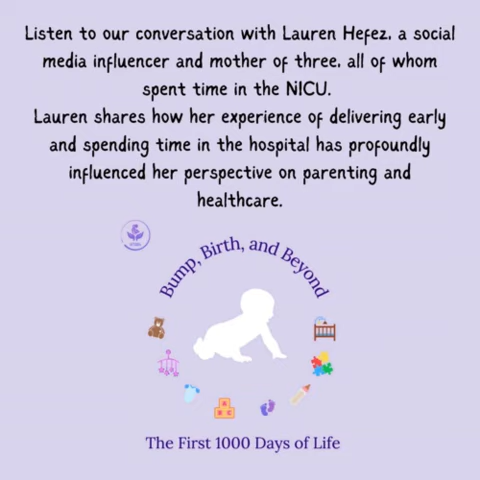 Listen to our conversation with Lauren Hefez, a social
media influencer and mother of three, all of whom
spent time in the NICU.
Lauren shares how her experience of delivering early
and spending time in the hospital has profoundly
influenced her perspective on parenting and
healthcare.
Bump, Birth, and Beyond
A
B C
The First 1000 Days of Life